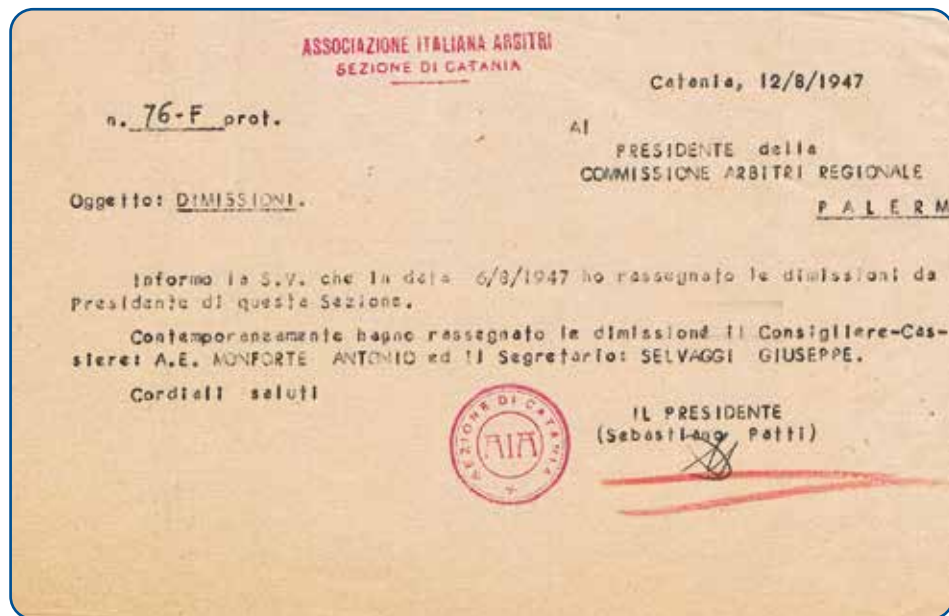 ASSOCIAZIONE ITALIANA ARBITRI
SEZIONE DI CATANIA
Catania, 12/8/1947
n. 76-F prot.
Al
PRESIDENTE della
COMMISSIONE ARBITRI REGIONALE
PALERM
Oggetto: DIMISSIONI.
Informo la S.V. che in data 6/8/1947 ho rassegnato le dimissioni da
Presidente di questa Sezione.
Contemporaneamente hanno rassegnato le dimissione il Consigliere-Cas-
siere: A.E. MONFORTE ANTONIO ed il Segretario: SELVAGGI GIUSEPPE.
Cordiali saluti
SEZIONE DI CATANIA
AIA
IL PRESIDENTE
(Sebastiano Patti)